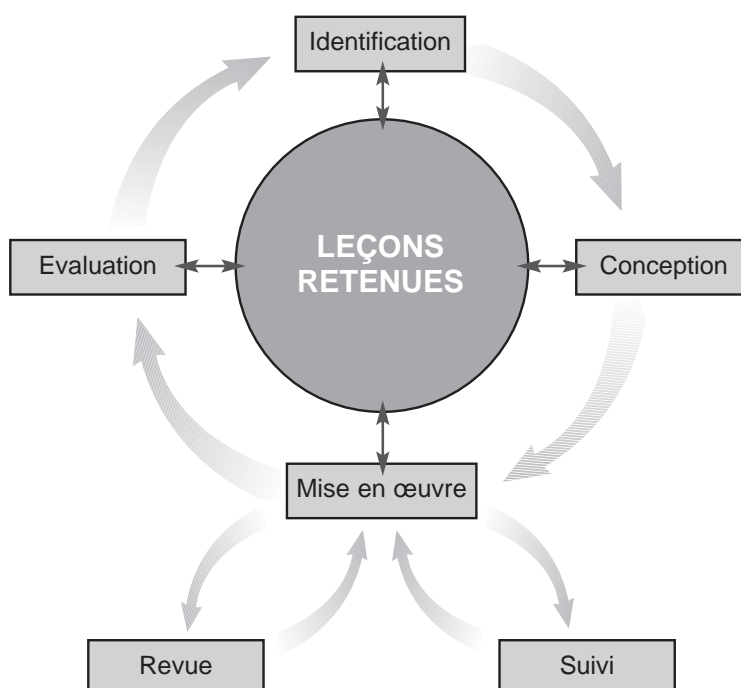 Identification
LEÇONS
RETENUES
Evaluation
Conception
Mise en œuvre
Revue
Suivi